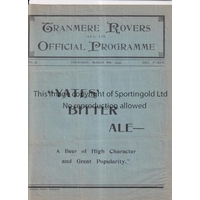 TRANMERE ROVERS
OFFICIAL PROGRAMME
This is the copyright of Sportingold Ltd
No reproduction allowed
"YATES'
BITTER
ALE—
A Beer of High Character
and Great Popularity."